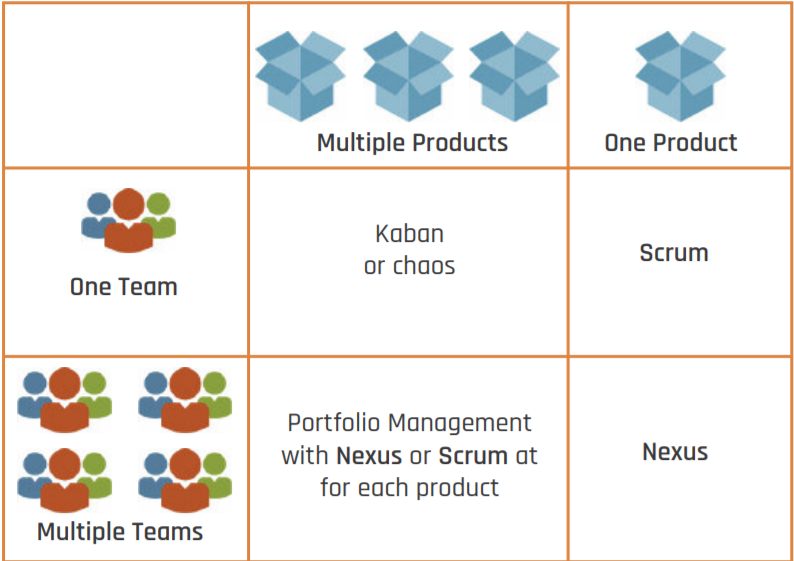 Multiple Products
One Product
One Team
Kaban
or chaos
Scrum
Multiple Teams
Portfolio Management
with Nexus or Scrum at
for each product
Nexus